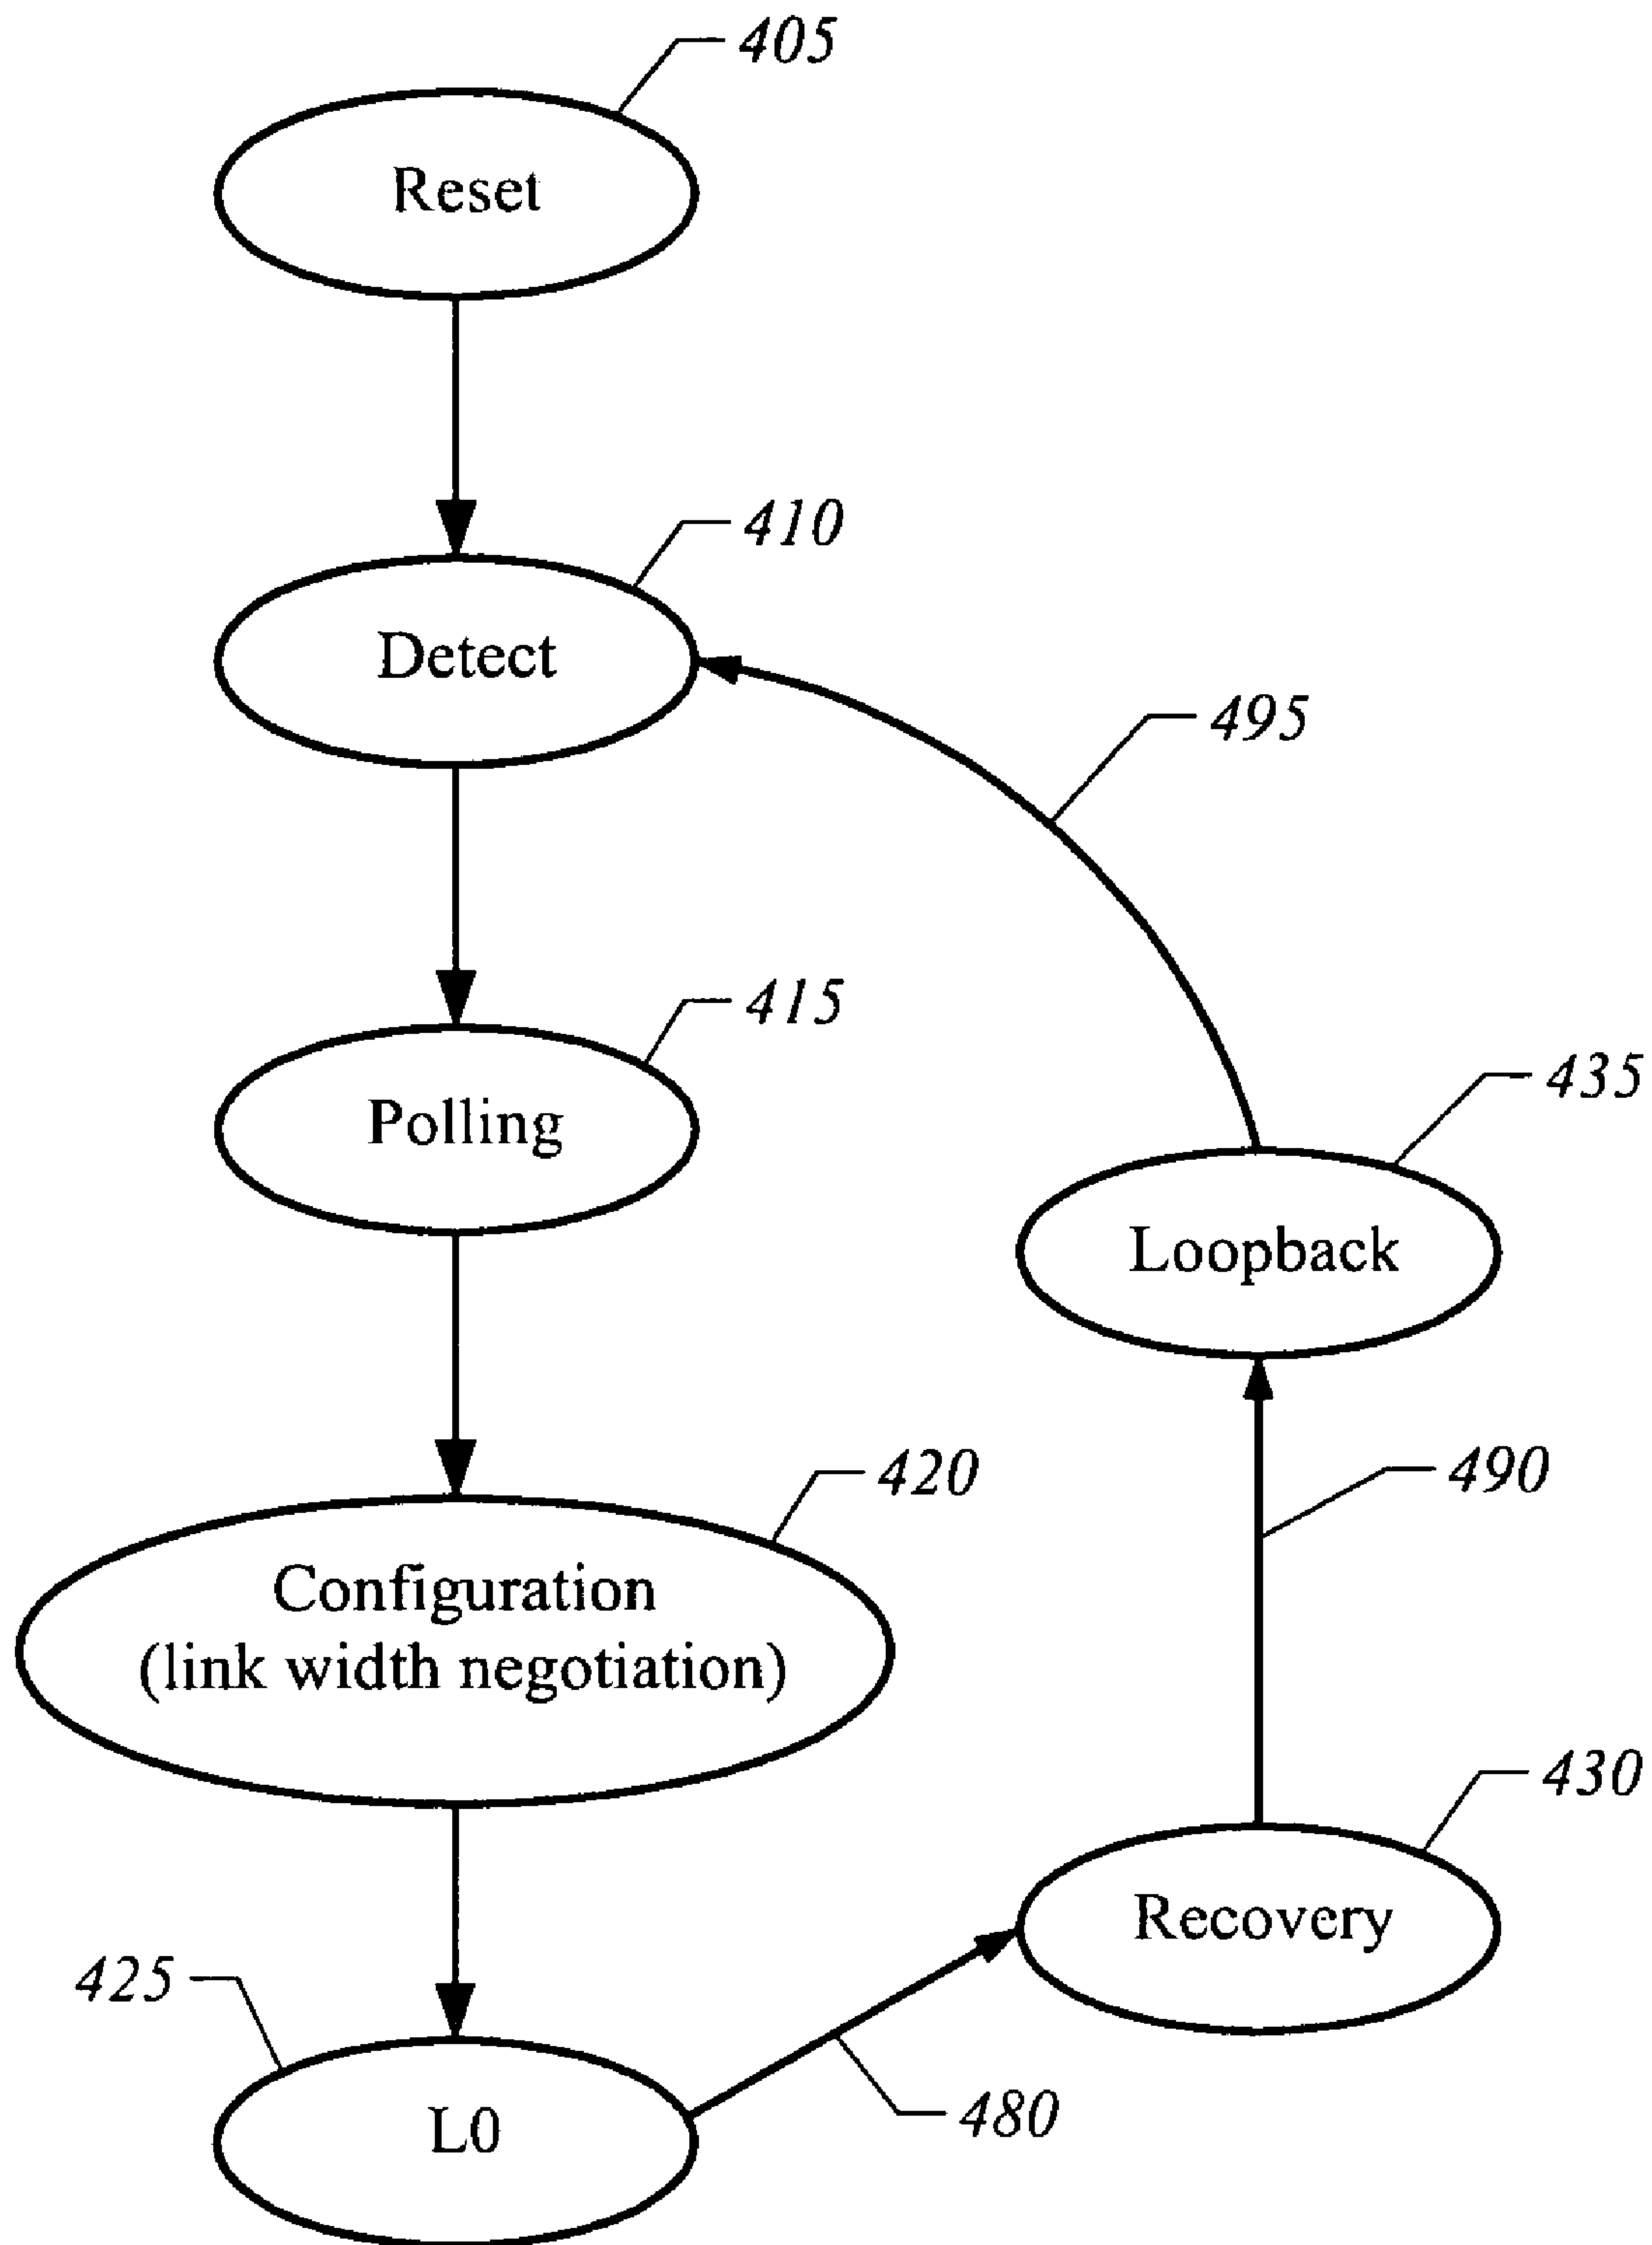 405
Reset
410
Detect
495
415
Polling
435
Loopback
420
490
Configuration
(link width negotiation)
430
Recovery
425
L0
480